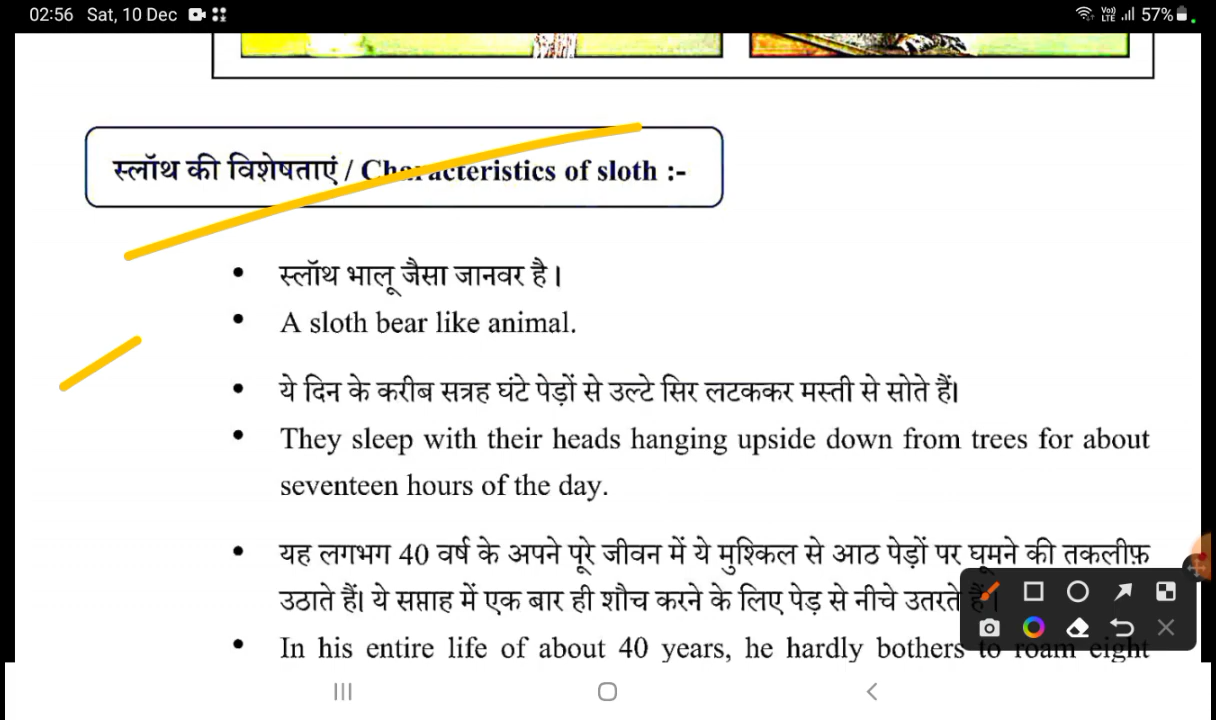 02:56 Sat, 10 Dec
Vo) LTE 57%
स्लॉथ की विशेषताएं / Characteristics of sloth :-
• स्लॉथ भालू जैसा जानवर है।
• A sloth bear like animal.
• ये दिन के करीब सत्रह घंटे पेड़ों से उल्टे सिर लटककर मस्ती से सोते हैं।
• They sleep with their heads hanging upside down from trees for about
seventeen hours of the day.
• यह लगभग 40 वर्ष के अपने पूरे जीवन में ये मुश्किल से आठ पेड़ों पर घूमने की तकलीफ़
उठाते हैं। ये सप्ताह में एक बार ही शौच करने के लिए पेड़ से नीचे उतरते हैं।
• In his entire life of about 40 years, he hardly bothers to roam eight